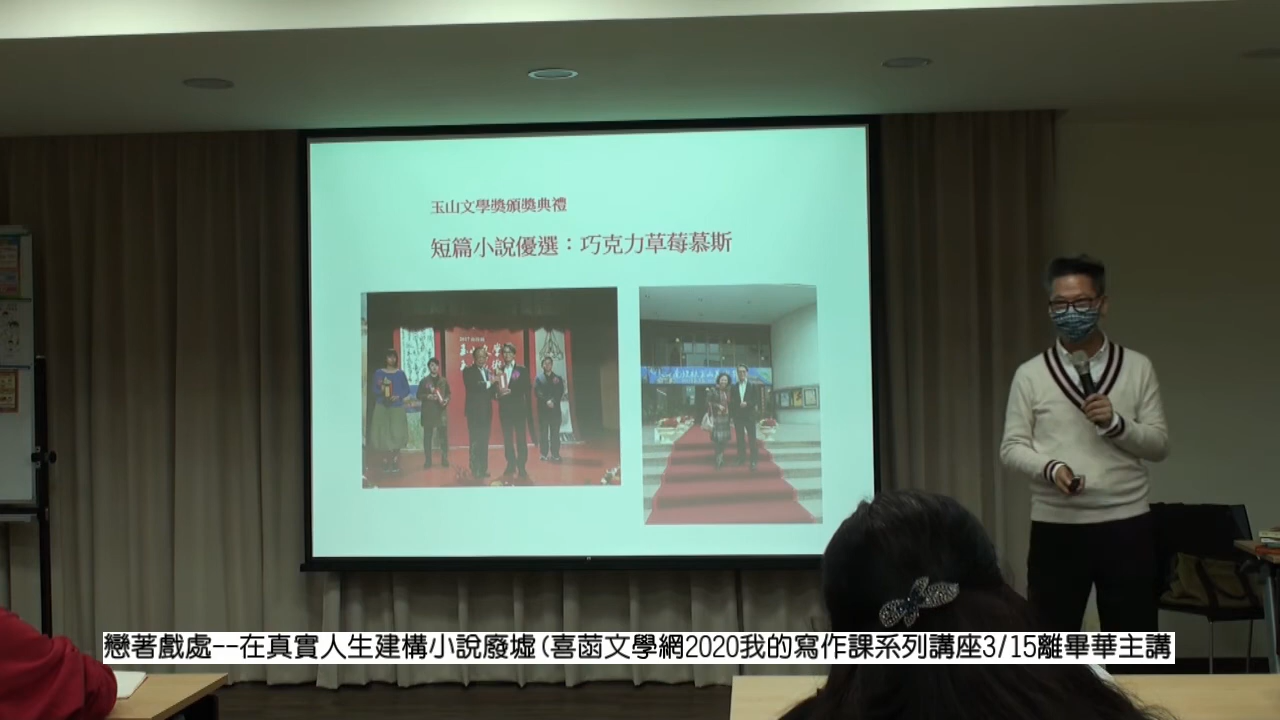 玉山文學獎頒獎典禮
短篇小說優選：巧克力草莓慕斯
戀著戲處--在真實人生建構小說廢墟(喜菡文學網2020我的寫作課系列講座3/15離畢華主講